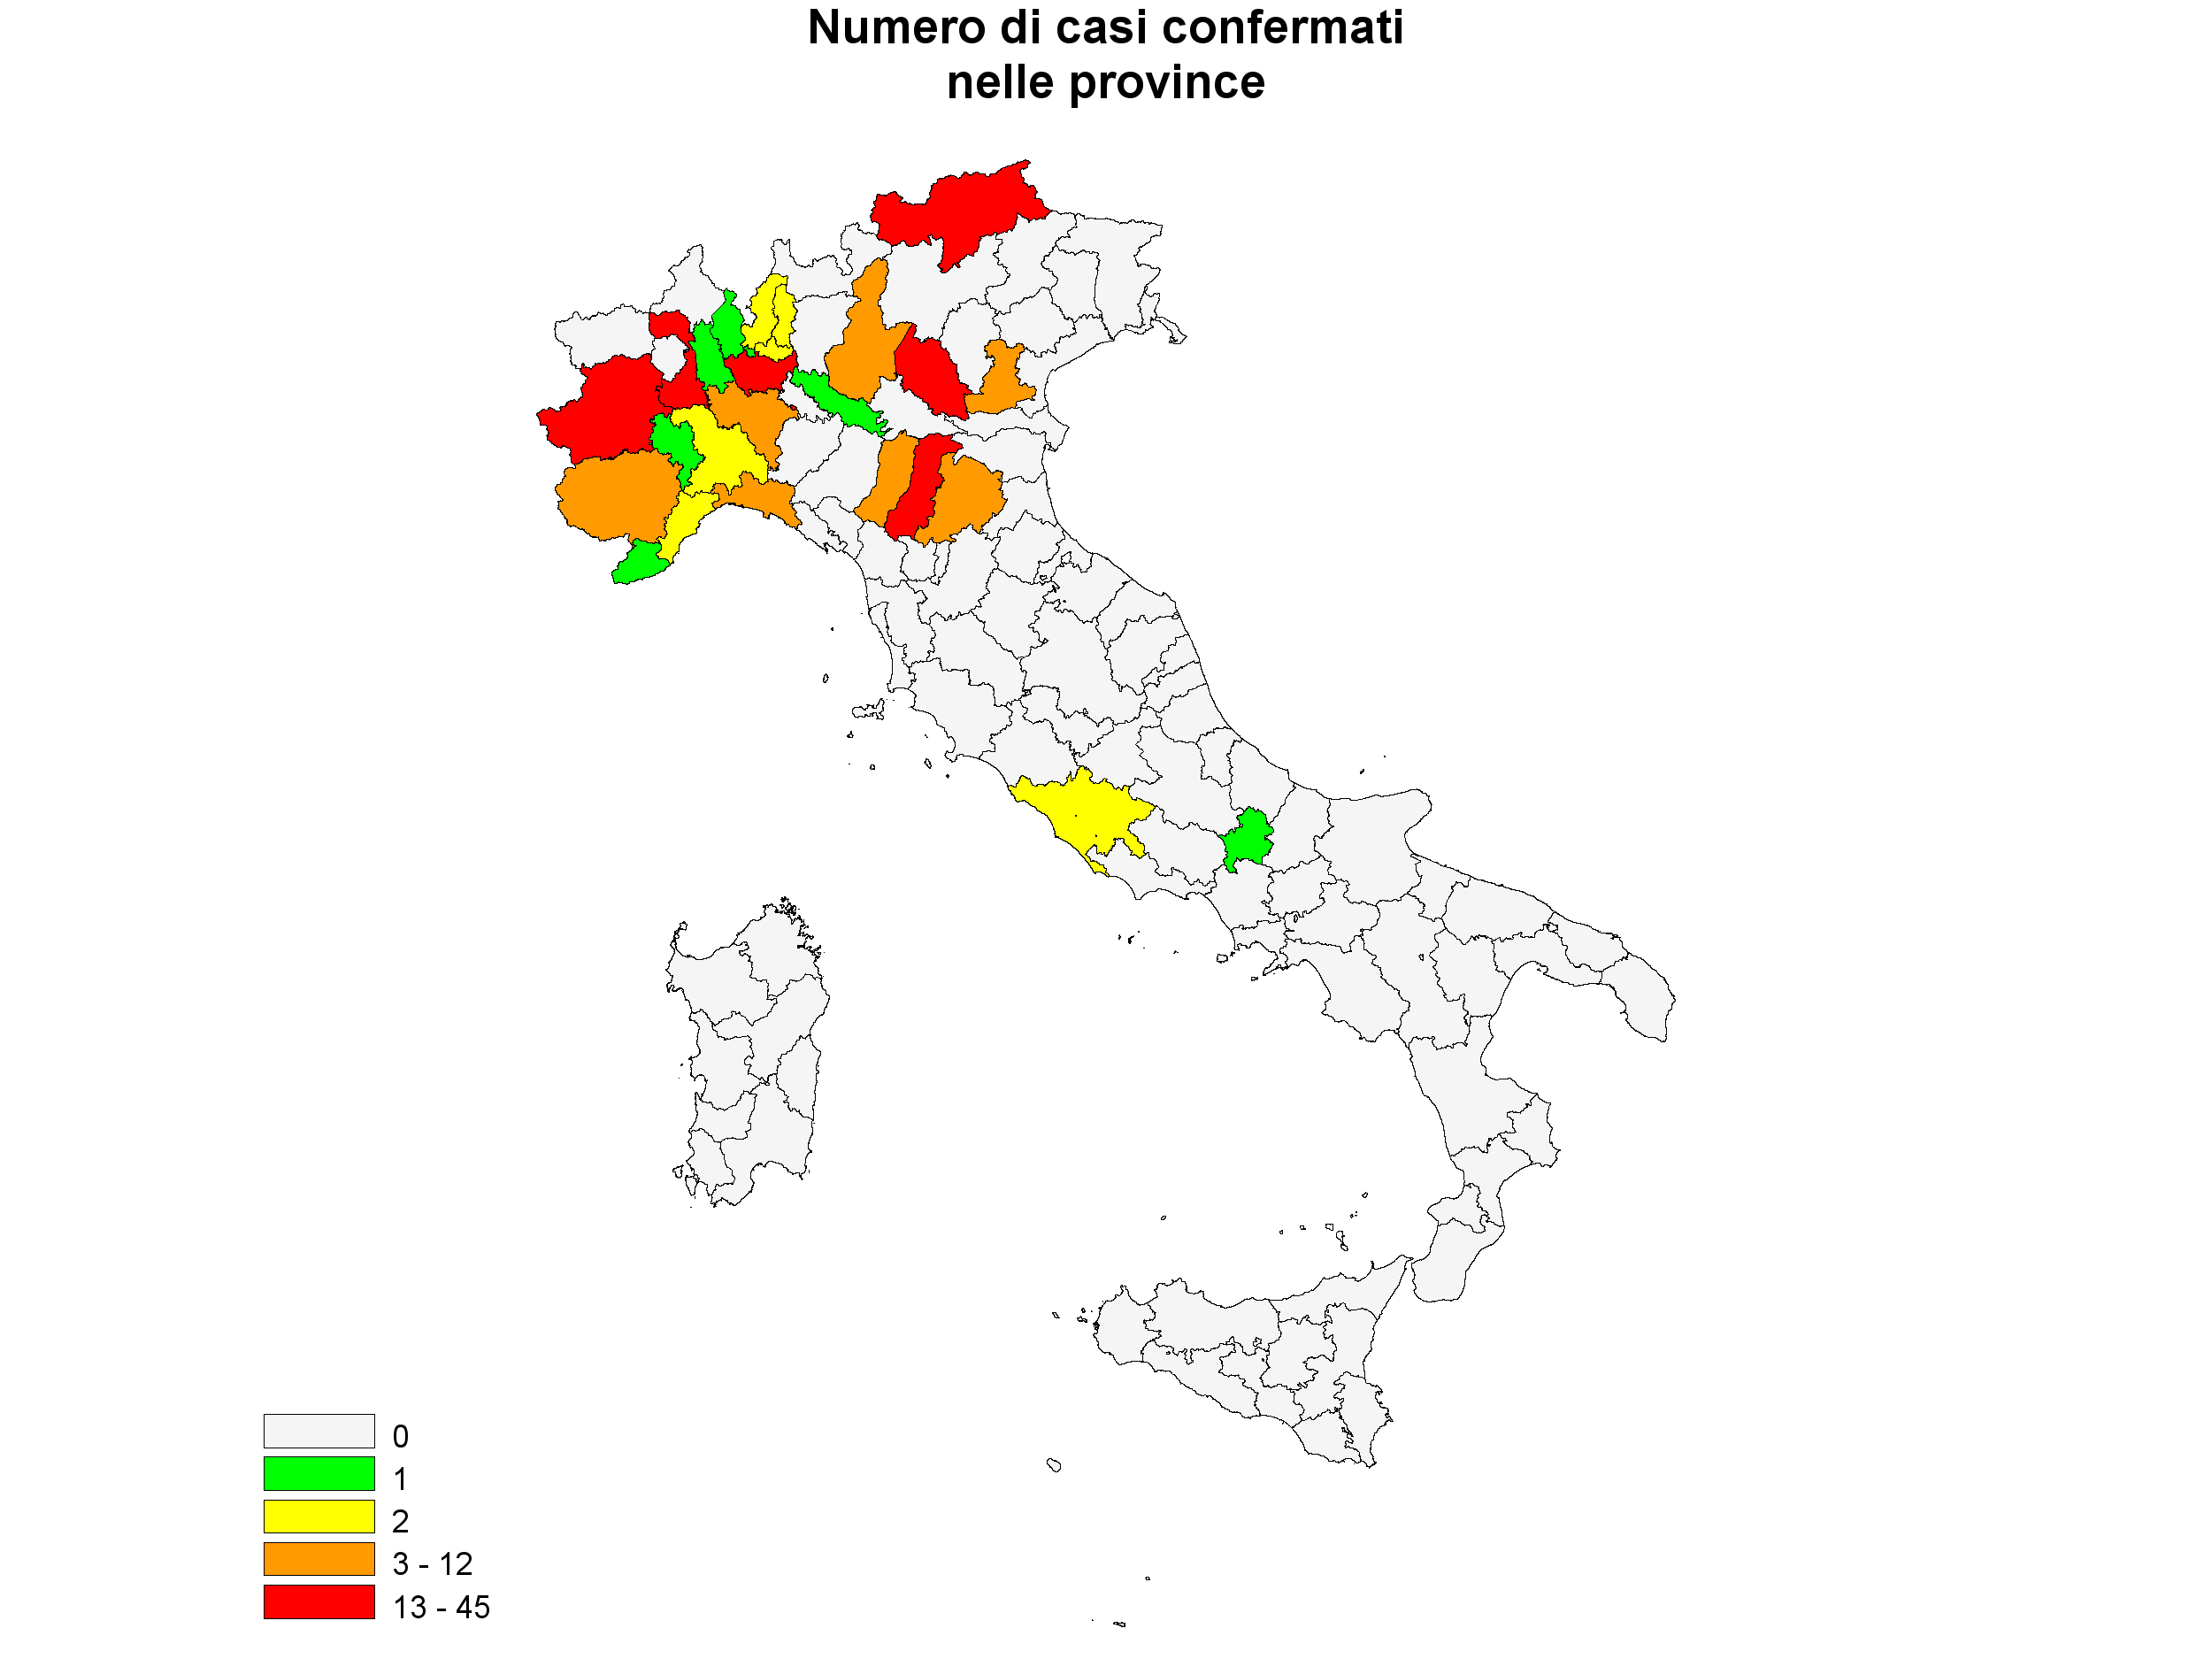 Numero di casi confermati
nelle province
0
1
2
3 - 12
13 - 45